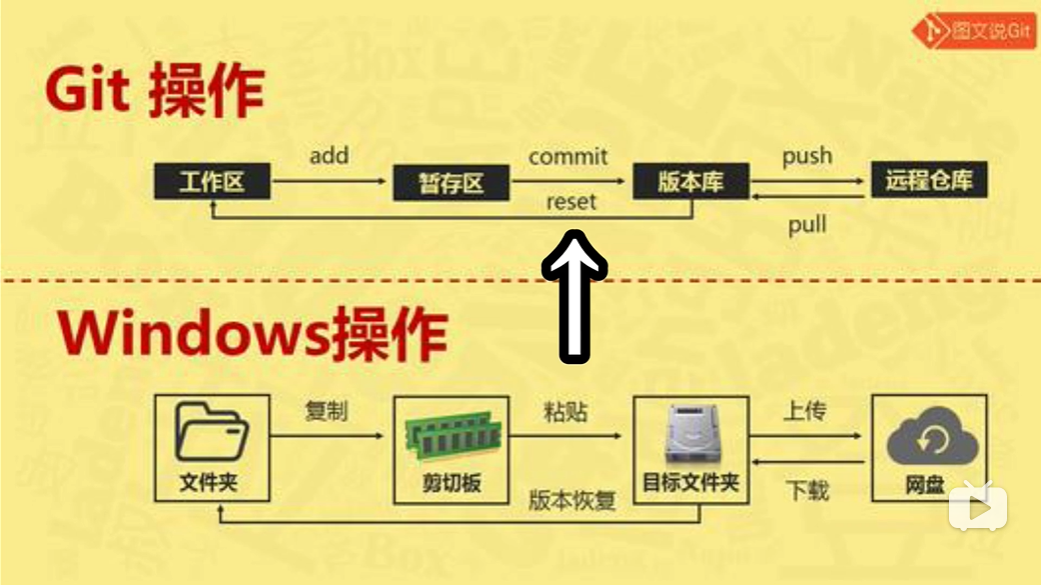 图文说Git
Git 操作
add
commit
push
工作区
暂存区
版本库
远程仓库
reset
pull
Windows操作
复制
粘贴
上传
文件夹
剪切板
目标文件夹
网盘
版本恢复
下载